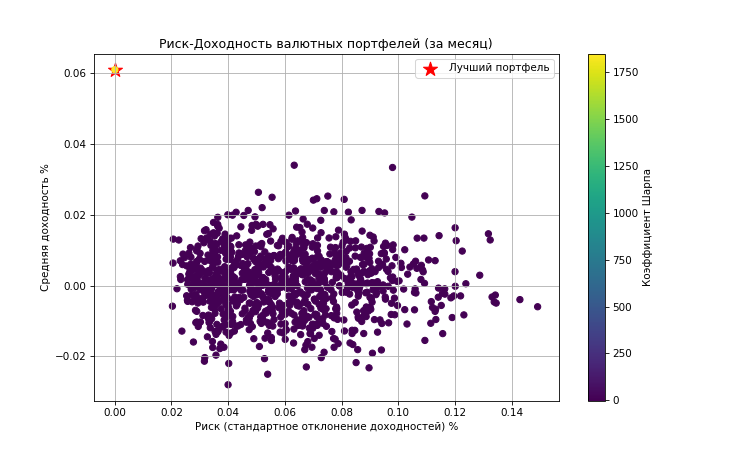 Риск-Доходность валютных портфелей (за месяц)
Лучший портфель
Средняя доходность %
0.06
0.04
0.02
0.00
−0.02
0.00 0.02 0.04 0.06 0.08 0.10 0.12 0.14
Риск (стандартное отклонение доходностей) %
1750
1500
1250
1000
750
500
250
0
Коэффициент Шарпа